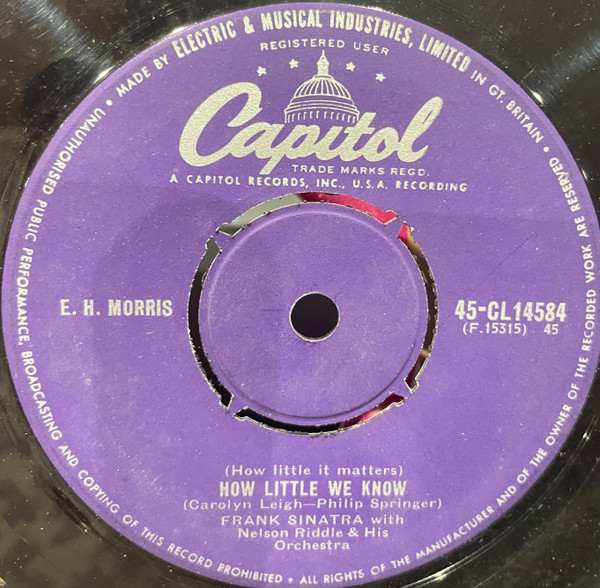 MADE BY ELECTRIC & MUSICAL INDUSTRIES, LIMITED IN GT. BRITAIN •
REGISTERED USER
Capitol
TRADE MARKS REGD.
A CAPITOL RECORDS, INC., U.S.A. RECORDING
E. H. MORRIS
45-CL14584
(F.15315) 45
(How little it matters)
HOW LITTLE WE KNOW
(Carolyn Leigh—Philip Springer)
FRANK SINATRA with
Nelson Riddle & His
Orchestra
• ALL RIGHTS OF THE MANUFACTURER AND OF THE OWNER OF THE RECORDED WORK ARE RESERVED
• UNAUTHORISED PUBLIC PERFORMANCE, BROADCASTING AND COPYING OF THIS RECORD PROHIBITED